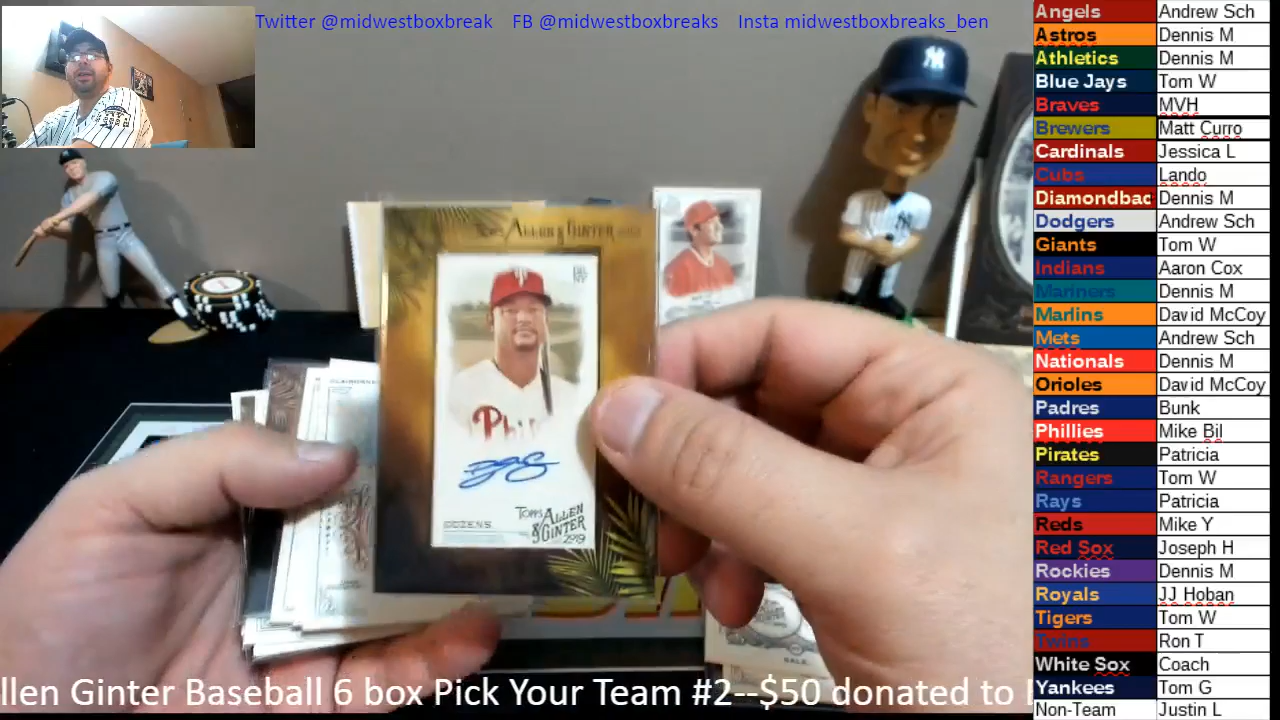 Twitter @midwestboxbreak FB @midwestboxbreaks Insta midwestboxbreaks_ben
Angels Andrew Sch
Astros Dennis M
Athletics Dennis M
Blue Jays Tom W
Braves MVH
Brewers Matt Curro
Cardinals Jessica L
Cubs Lando
Diamondbac Dennis M
Dodgers Andrew Sch
Giants Tom W
Indians Aaron Cox
Mariners Dennis M
Marlins David McCoy
Mets Andrew Sch
Nationals Dennis M
Orioles David McCoy
Padres Bunk
Phillies Mike Bil
Pirates Patricia
Rangers Tom W
Rays Patricia
Reds Mike Y
Red Sox Joseph H
Rockies Dennis M
Royals JJ Hoban
Tigers Tom W
Twins Ron T
White Sox Coach
Yankees Tom G
Non-Team Justin L
TOPPS ALLEN & GINTER
Phil
COZENS
TOPPS ALLEN
& GINTER
2019
SALE
llen Ginter Baseball 6 box Pick Your Team #2--$50 donated to